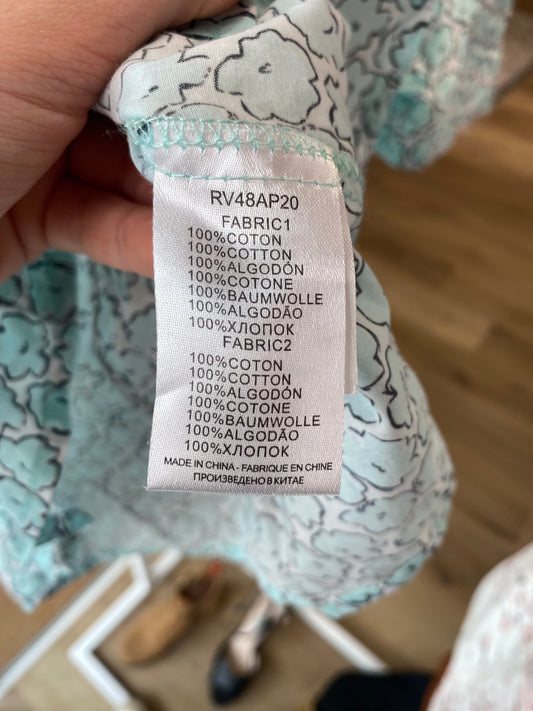 RV48AP20
FABRIC1
100%COTON
100%COTTON
100%ALGODÓN
100%COTONE
100%BAUMWOLLE
100%ALGODÃO
100%ХЛОПОК
FABRIC2
100%COTON
100%COTTON
100%ALGODÓN
100%COTONE
100%BAUMWOLLE
100%ALGODÃO
100%ХЛОПОК
MADE IN CHINA - FABRIQUE EN CHINE
ПРОИЗВЕДЕНО В КИТАЕ